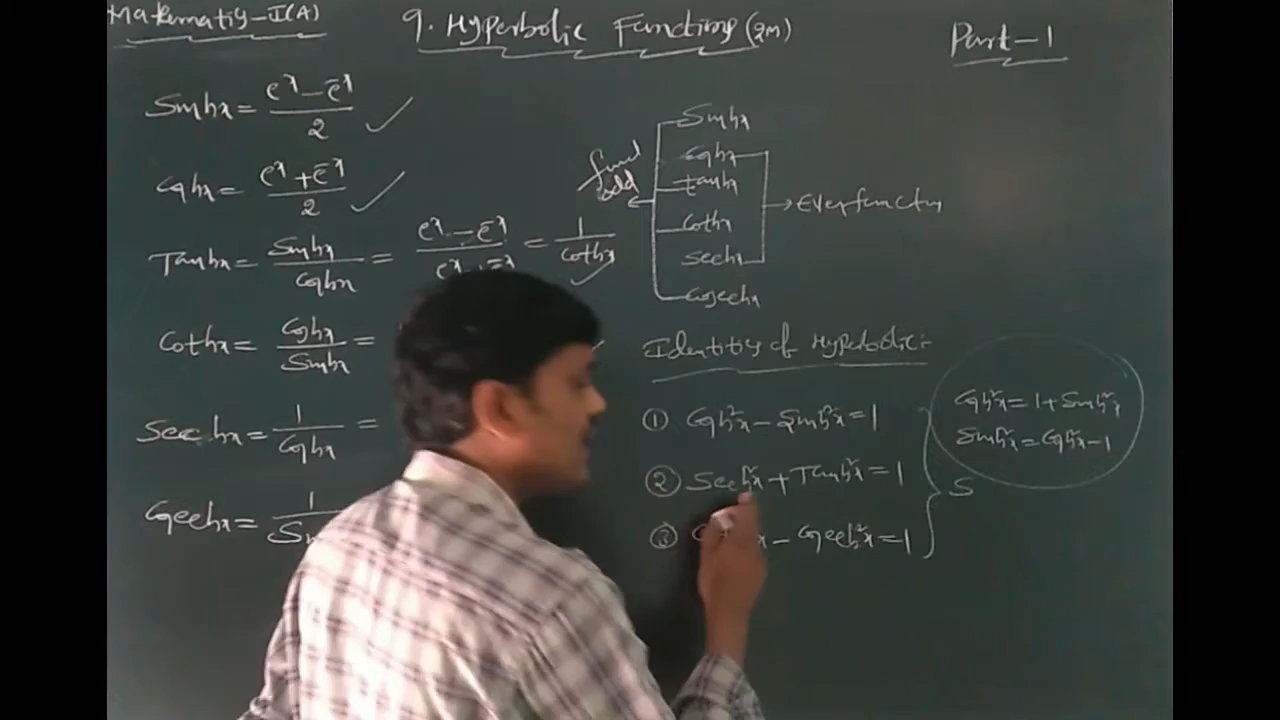 Mathematics-I(A)
9. Hyperbolic Functions (2M)
Part-1
Sinhx = (e^x - e^-x)/2 ✓
Coshx = (e^x + e^-x)/2 ✓
Tanhx = Sinhx/Coshx = (e^x - e^-x)/ = 1/cothx ✓
Cothx = Coshx/Sinhx =
Sechx = 1/Coshx =
Cosechx = 1/
Sinhx
Coshx
tanhx
Cothx
Sechx
Cosechx
odd
→ Even function
Identities of Hyperbolic:-
① Cosh²x - Sinh²x = 1
② Sech²x + Tanh²x = 1
③ - Cosech²x = 1
Cosh²x = 1 + Sinh²x
Sinh²x = Cosh²x - 1
S